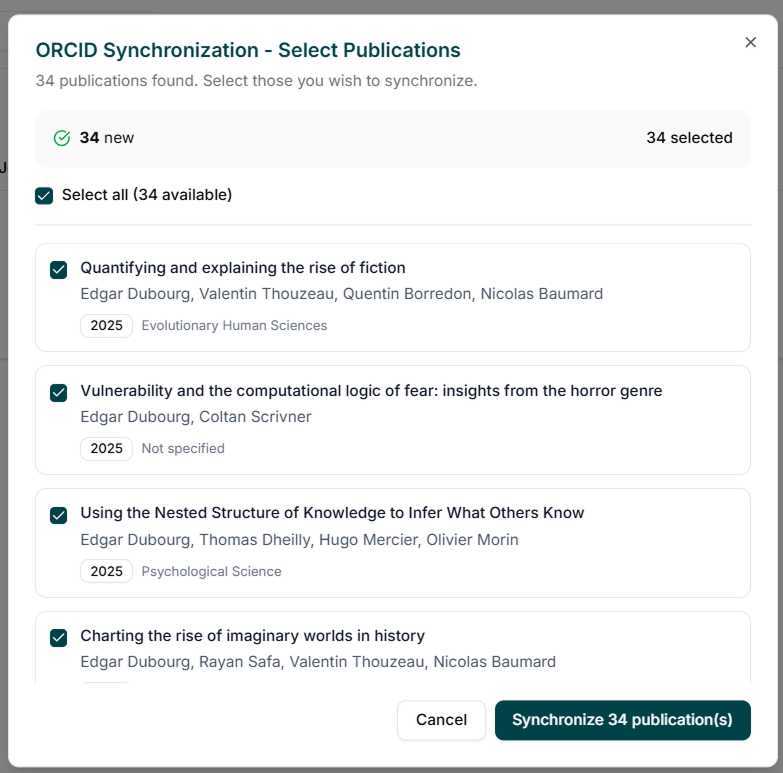 ORCID Synchronization - Select Publications
34 publications found. Select those you wish to synchronize.
34 new
34 selected
Select all (34 available)
Quantifying and explaining the rise of fiction
Edgar Dubourg, Valentin Thouzeau, Quentin Borredon, Nicolas Baumard
2025 Evolutionary Human Sciences
Vulnerability and the computational logic of fear: insights from the horror genre
Edgar Dubourg, Coltan Scrivner
2025 Not specified
Using the Nested Structure of Knowledge to Infer What Others Know
Edgar Dubourg, Thomas Dheilly, Hugo Mercier, Olivier Morin
2025 Psychological Science
Charting the rise of imaginary worlds in history
Edgar Dubourg, Rayan Safa, Valentin Thouzeau, Nicolas Baumard
Cancel
Synchronize 34 publication(s)